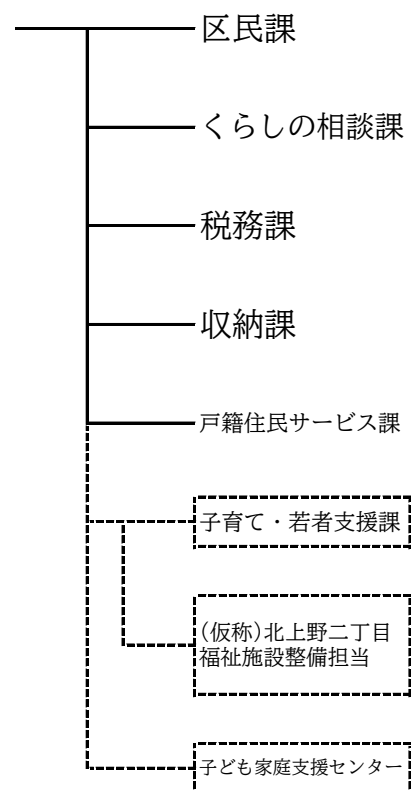 区民課
くらしの相談課
税務課
収納課
戸籍住民サービス課
子育て・若者支援課
(仮称)北上野二丁目
福祉施設整備担当
子ども家庭支援センター